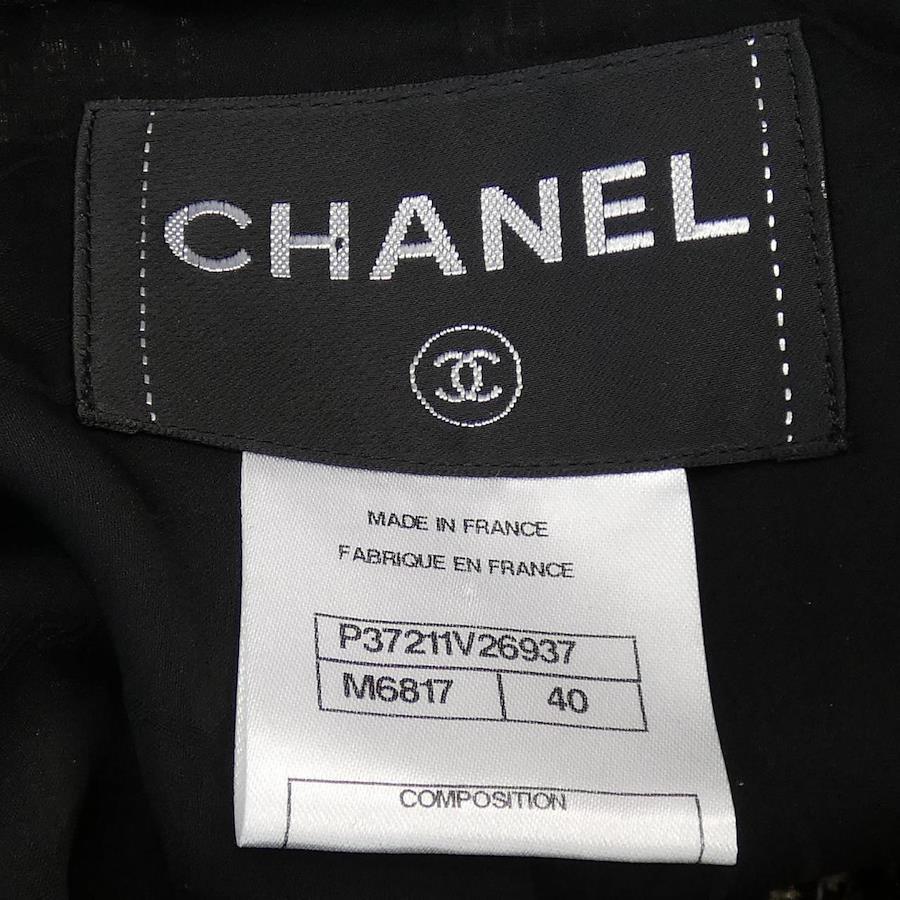 CHANEL
MADE IN FRANCE
FABRIQUE EN FRANCE
P37211V26937
M6817 40
COMPOSITION